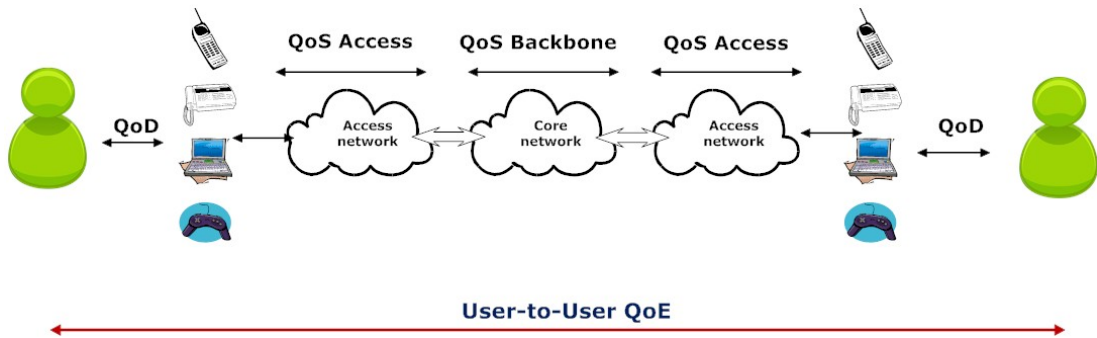 QoS Access QoS Backbone QoS Access
QoD
Access
network
Core
network
Access
network
QoD
User-to-User QoE